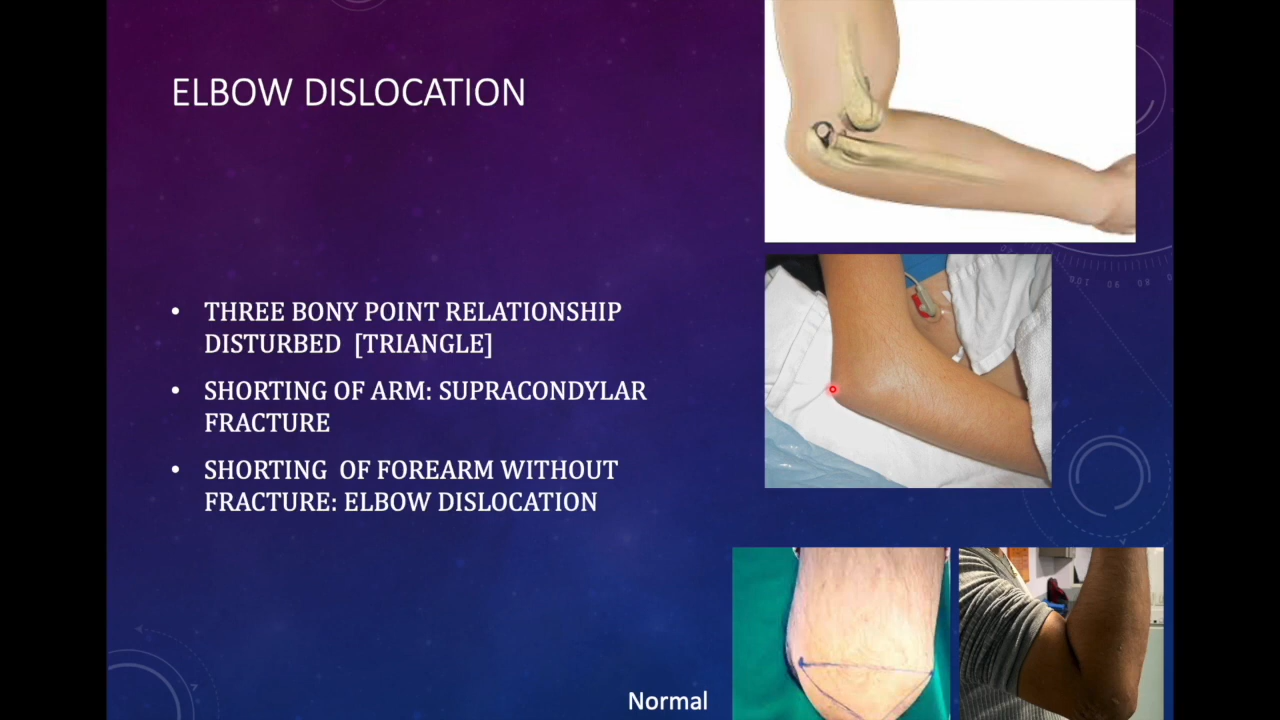 ELBOW DISLOCATION
• THREE BONY POINT RELATIONSHIP
DISTURBED [TRIANGLE]
• SHORTING OF ARM: SUPRACONDYLAR
FRACTURE
• SHORTING OF FOREARM WITHOUT
FRACTURE: ELBOW DISLOCATION
Normal